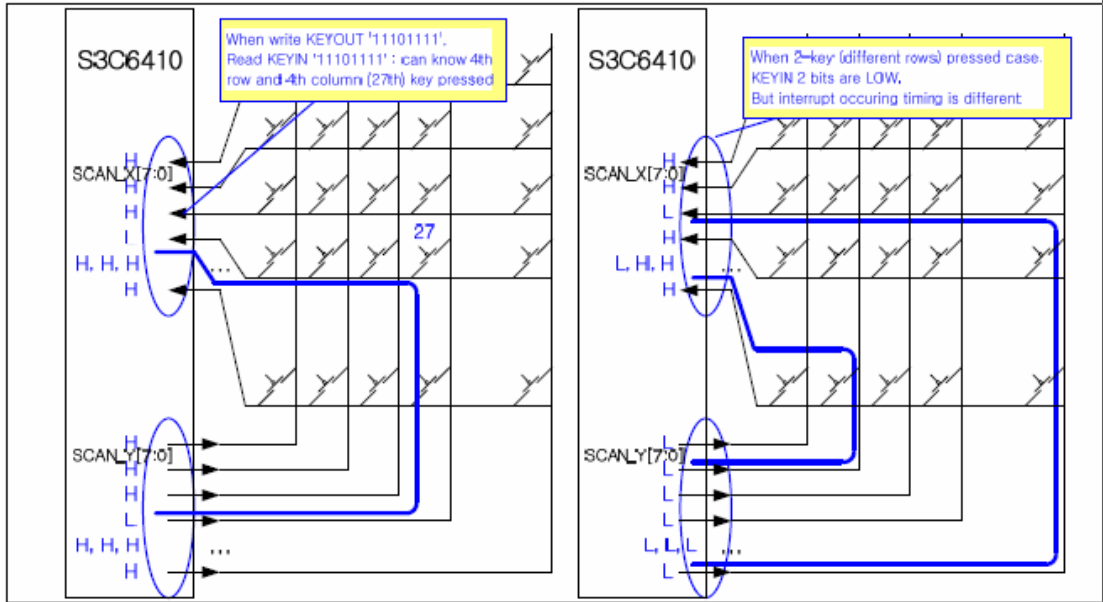 S3C6410
When write KEYOUT '11101111',
Read KEYIN '11101111' : can know 4th
row and 4th column (27th) key pressed
H
SCAN_X[7:0]
H
H
L
H, H, H
...
H
27
H
SCAN_Y[7:0]
H
H
L
H, H, H
...
H
S3C6410
When 2-key (different rows) pressed case.
KEYIN 2 bits are LOW,
But interrupt occuring timing is different
H
SCAN_X[7:0]
H
L
H
L, H, H
...
H
L
SCAN_Y[7:0]
L
L
L
L, L, L
...
L